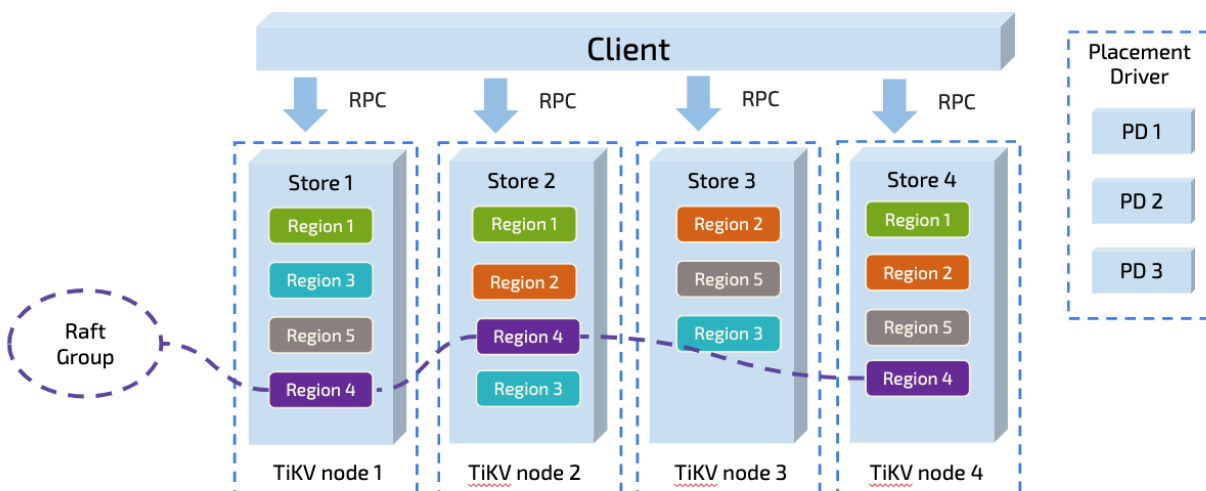 Client
Placement
Driver
RPC
RPC
RPC
RPC
PD 1
PD 2
PD 3
Store 1
Region 1
Region 3
Region 5
Region 4
TiKV node 1
Store 2
Region 1
Region 2
Region 4
Region 3
TiKV node 2
Store 3
Region 2
Region 5
Region 3
TiKV node 3
Store 4
Region 1
Region 2
Region 5
Region 4
TiKV node 4
Raft
Group